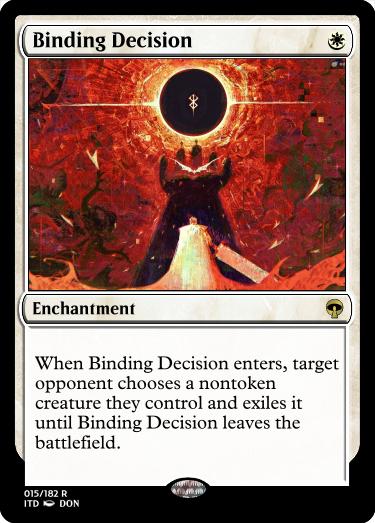 Binding Decision
Enchantment
When Binding Decision enters, target
opponent chooses a nontoken
creature they control and exiles it
until Binding Decision leaves the
battlefield.
015/182 R
ITD DON